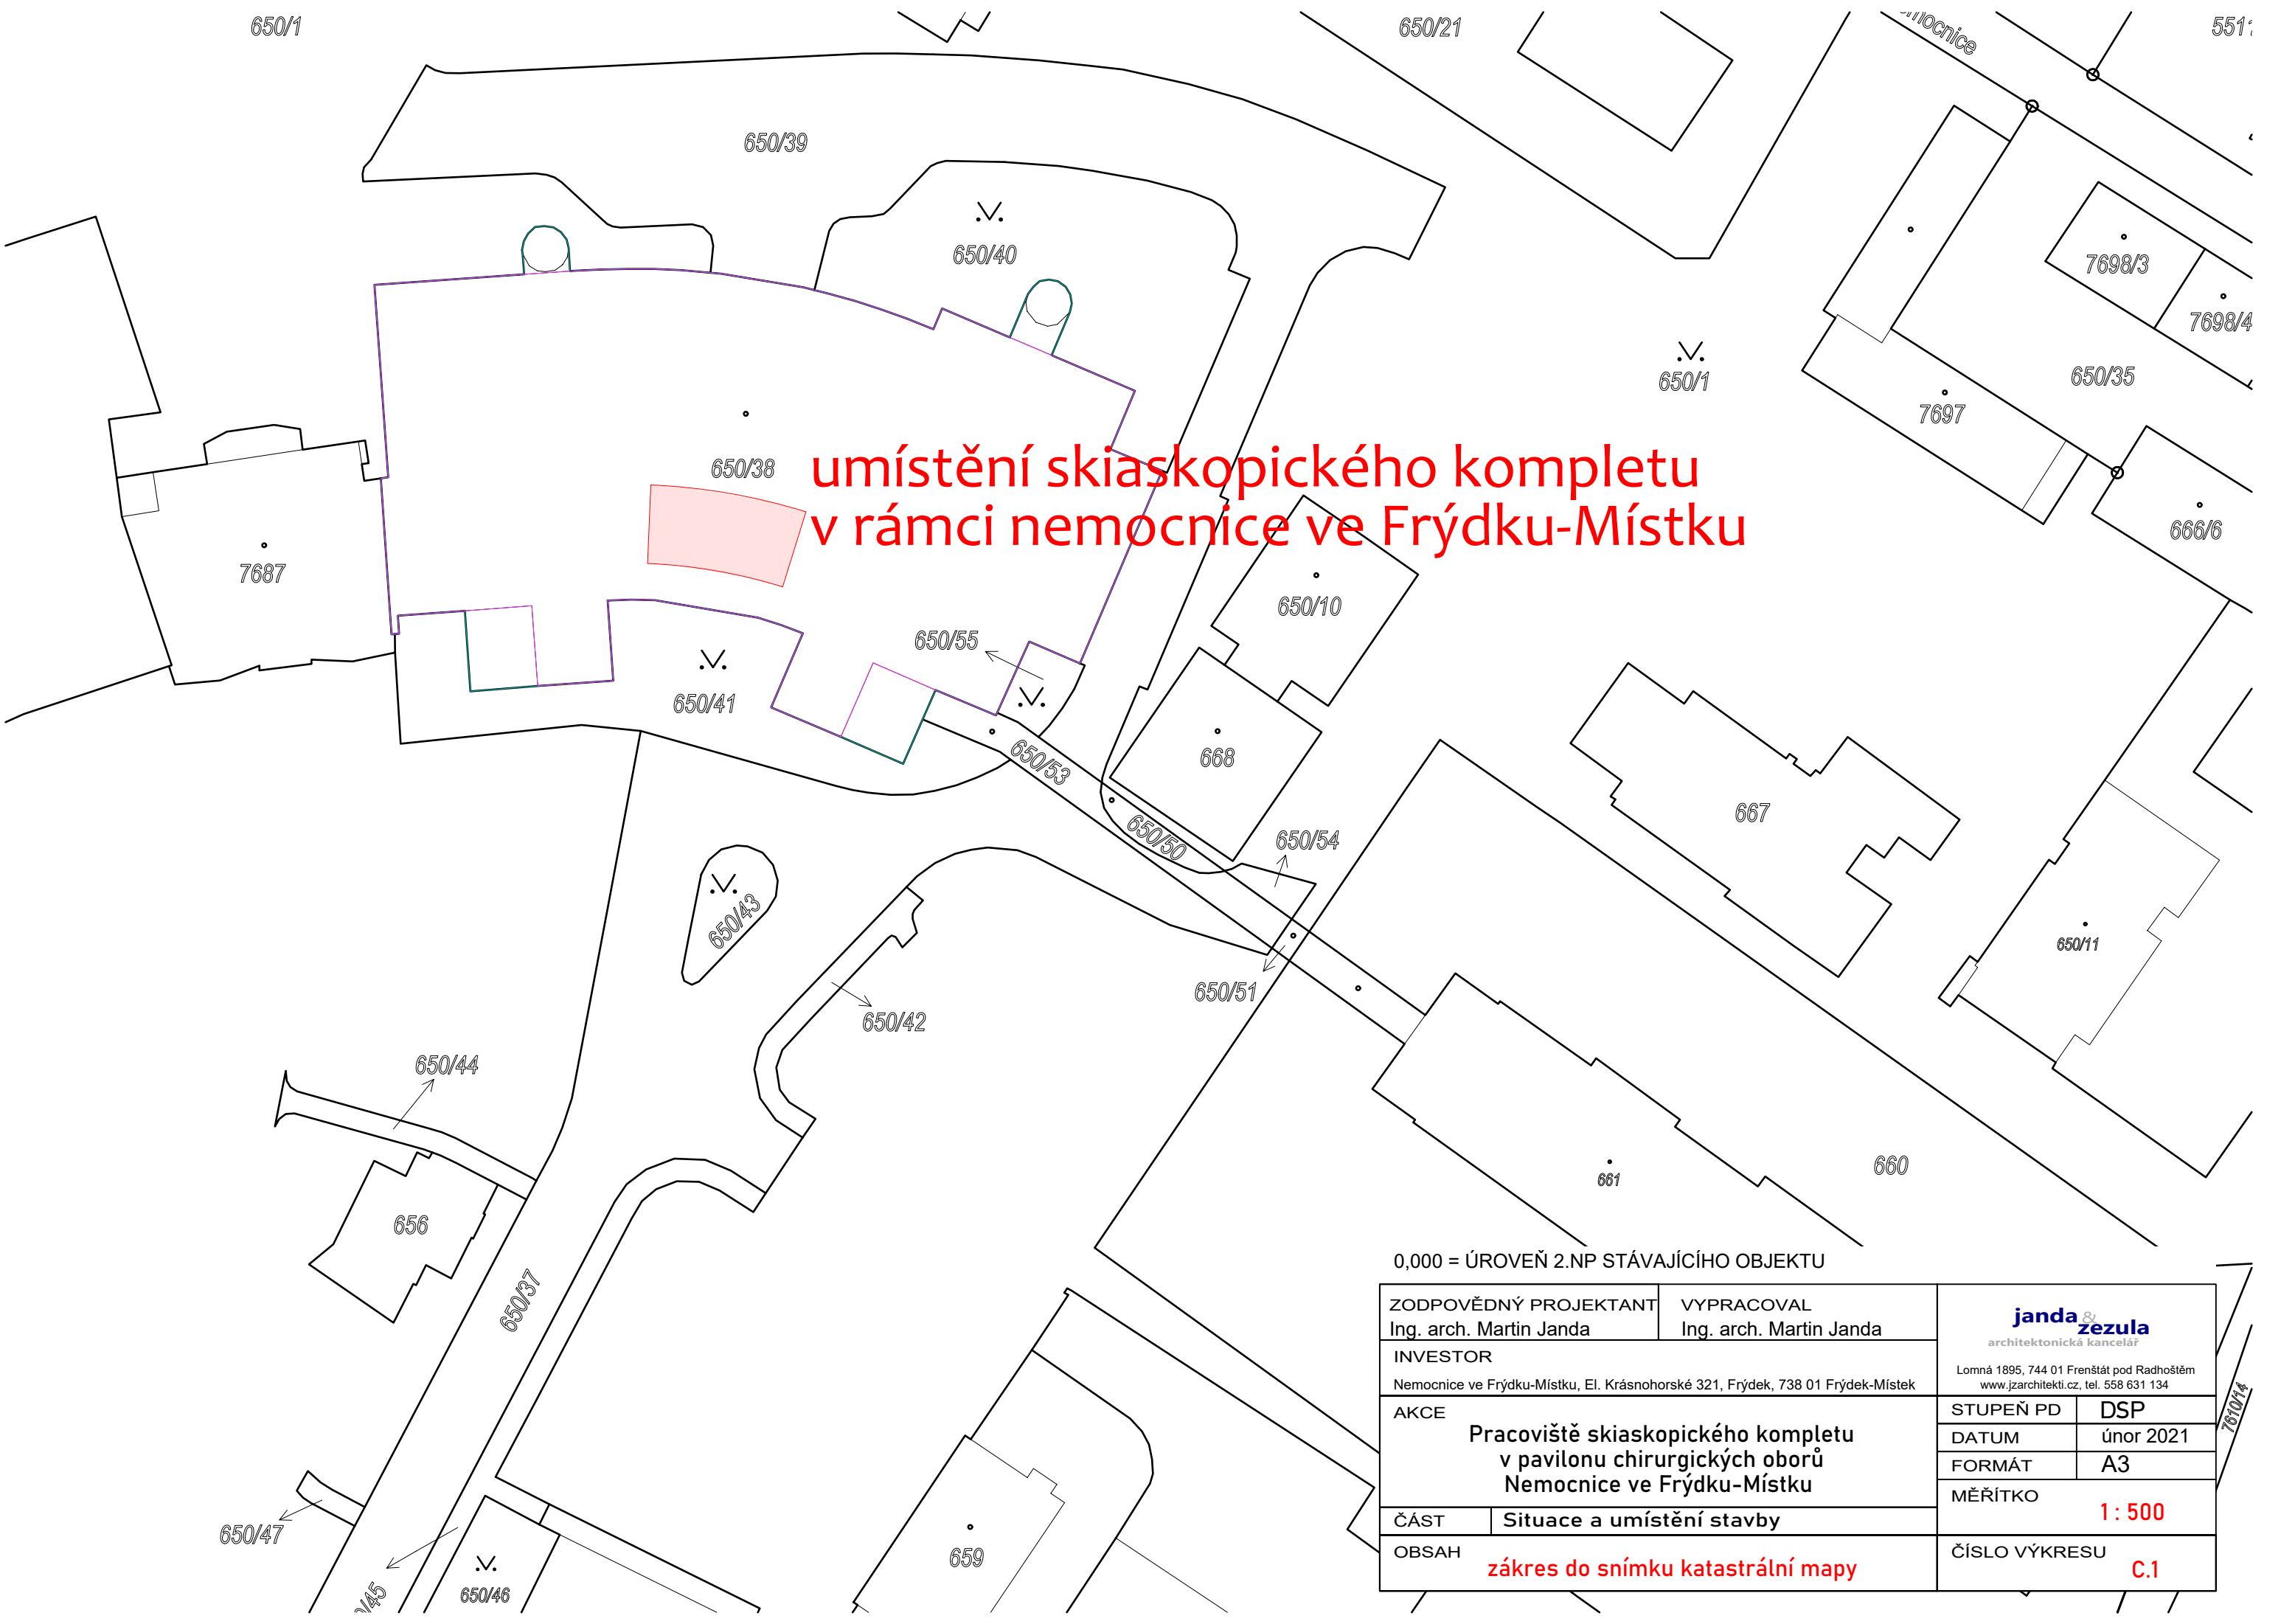 650/1
650/21
nemocnice
650/39
650/40
7698/3
7698/4
650/1
650/35
7697
650/38
umístění skiaskopického kompletu
v rámci nemocnice ve Frýdku-Místku
666/6
7687
650/10
650/55
650/41
650/53
668
667
650/50
650/54
650/43
650/11
650/51
650/42
650/44
660
661
656
650/37
0,000 = ÚROVEŇ 2.NP STÁVAJÍCÍHO OBJEKTU
ZODPOVĚDNÝ PROJEKTANT
Ing. arch. Martin Janda
VYPRACOVAL
Ing. arch. Martin Janda
janda &
zezula
architektonická kancelář
Lomná 1895, 744 01 Frenštát pod Radhoštěm
www.jzarchitekti.cz, tel. 558 631 134
INVESTOR
Nemocnice ve Frýdku-Místku, El. Krásnohorské 321, Frýdek, 738 01 Frýdek-Místek
AKCE
Pracoviště skiaskopického kompletu
v pavilonu chirurgických oborů
Nemocnice ve Frýdku-Místku
STUPEŇ PD DSP
DATUM únor 2021
FORMÁT A3
MĚŘÍTKO
1 : 500
ČÁST Situace a umístění stavby
OBSAH
zákres do snímku katastrální mapy
ČÍSLO VÝKRESU
C.1
7610/14
650/47
659
650/46